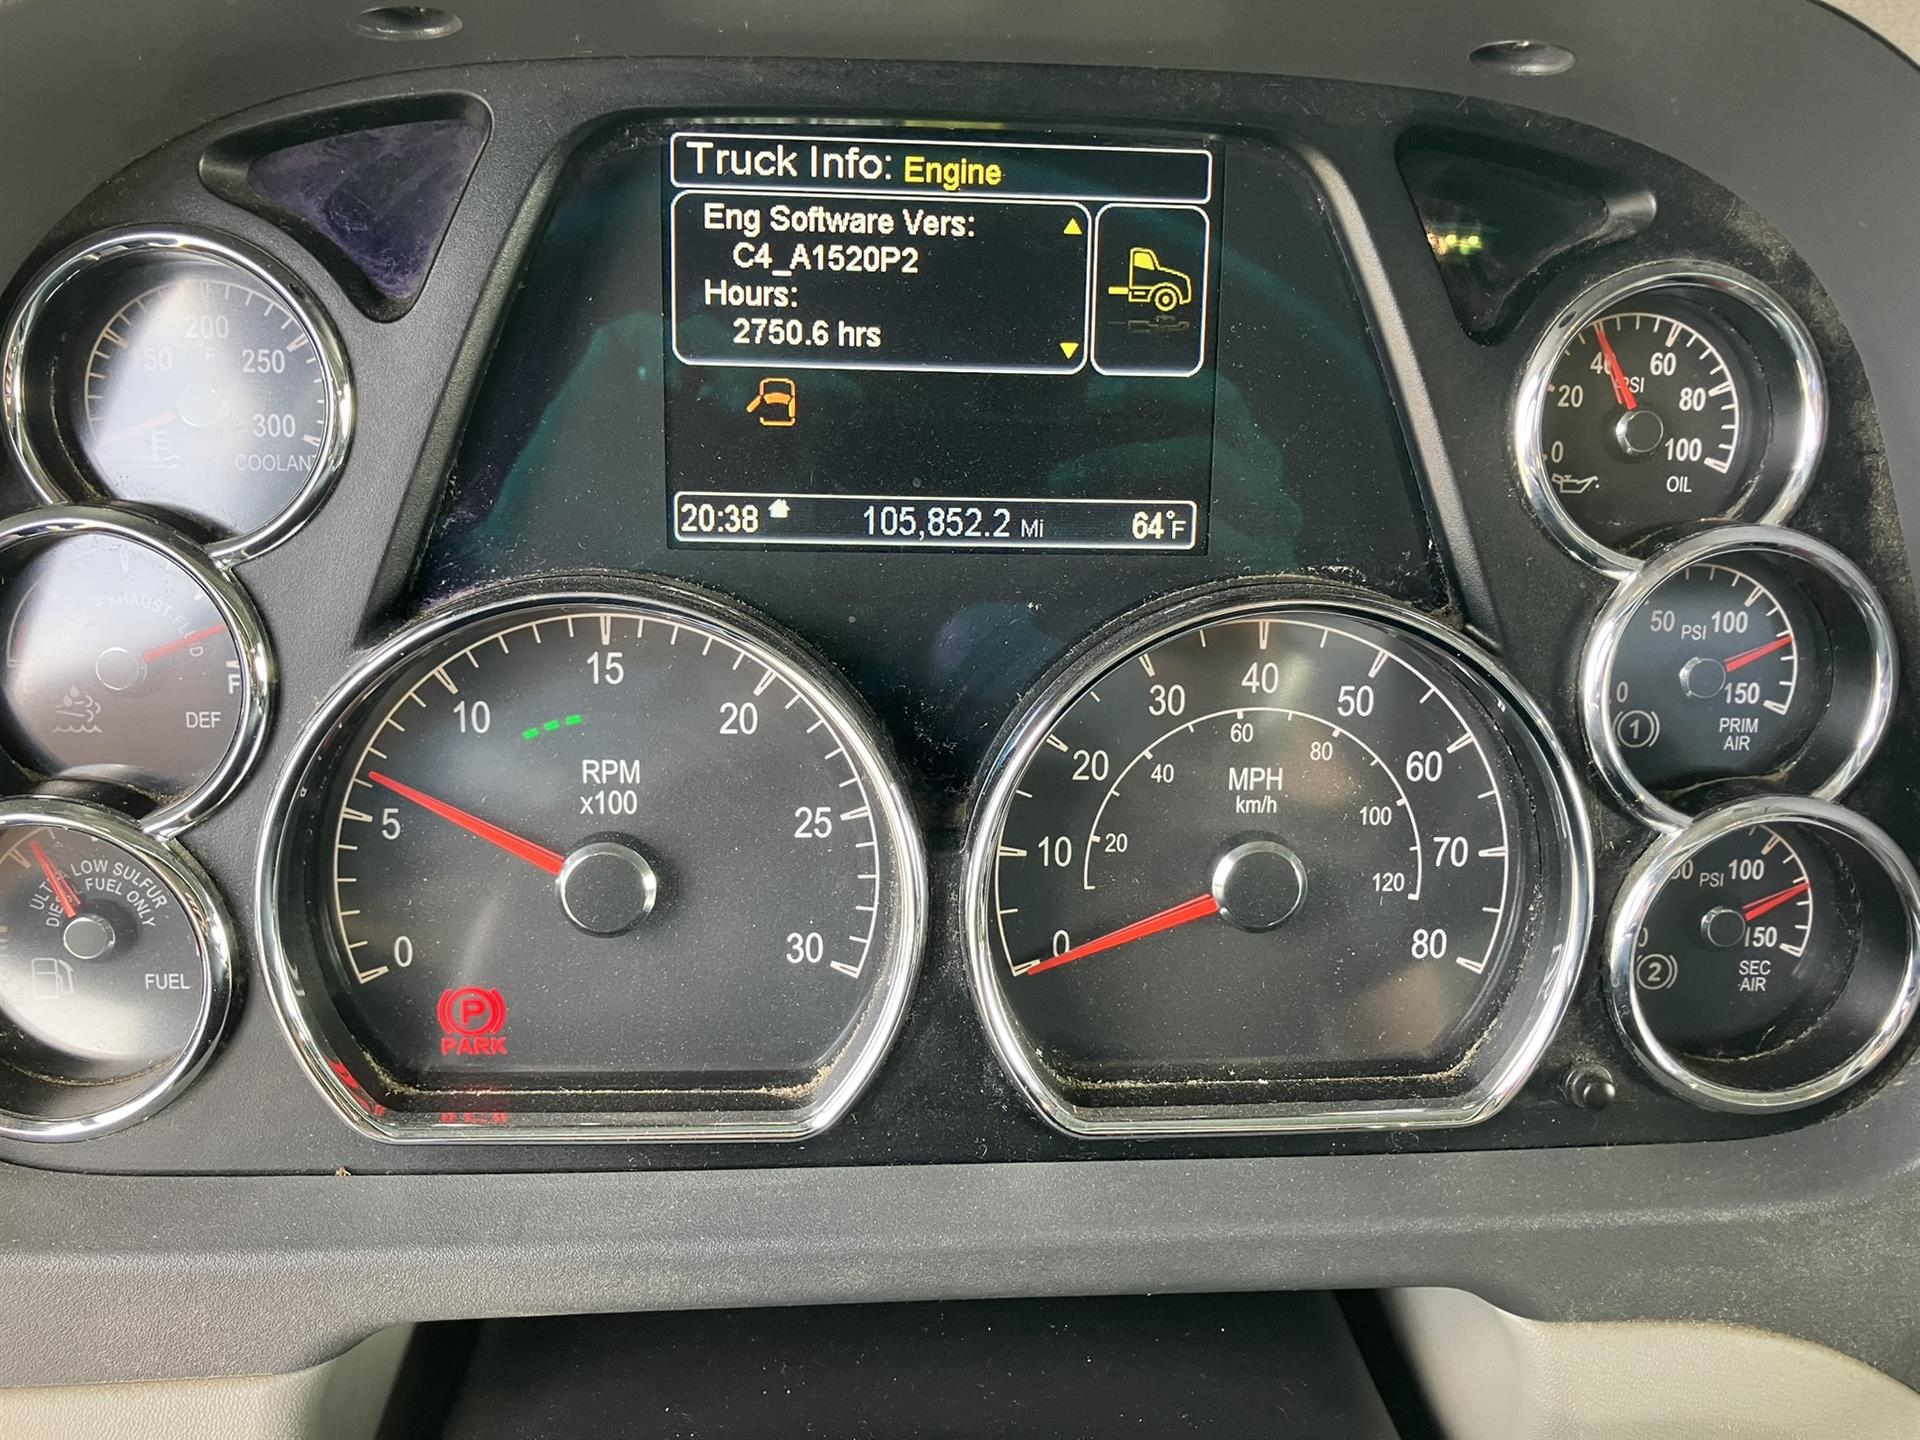 Truck Info: Engine
Eng Software Vers:
C4_A1520P2
Hours:
2750.6 hrs
20:38 105,852.2 Mi 64°F
150 200 250 300
F
COOLANT
EXHAUST FLUID
F
DEF
ULTRA LOW SULFUR
DIESEL FUEL ONLY
FUEL
0 5 10 15 20 25 30
RPM
x100
P
PARK
0 10 20 30 40 50 60 70 80
MPH
km/h
20 40 60 80 100 120
0 20 40 60 80 100
PSI
OIL
0 50 100 150
PSI
1
PRIM
AIR
100 150
PSI
2
SEC
AIR